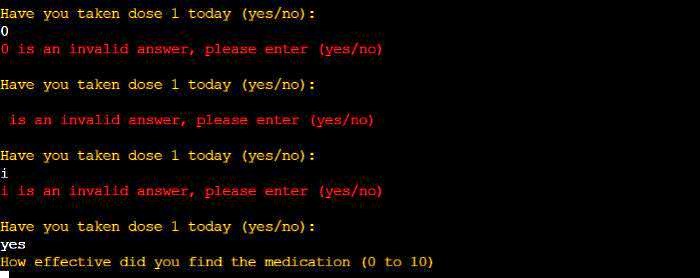 Have you taken dose 1 today (yes/no):
0
0 is an invalid answer, please enter (yes/no)
Have you taken dose 1 today (yes/no):
is an invalid answer, please enter (yes/no)
Have you taken dose 1 today (yes/no):
i
i is an invalid answer, please enter (yes/no)
Have you taken dose 1 today (yes/no):
yes
How effective did you find the medication (0 to 10)